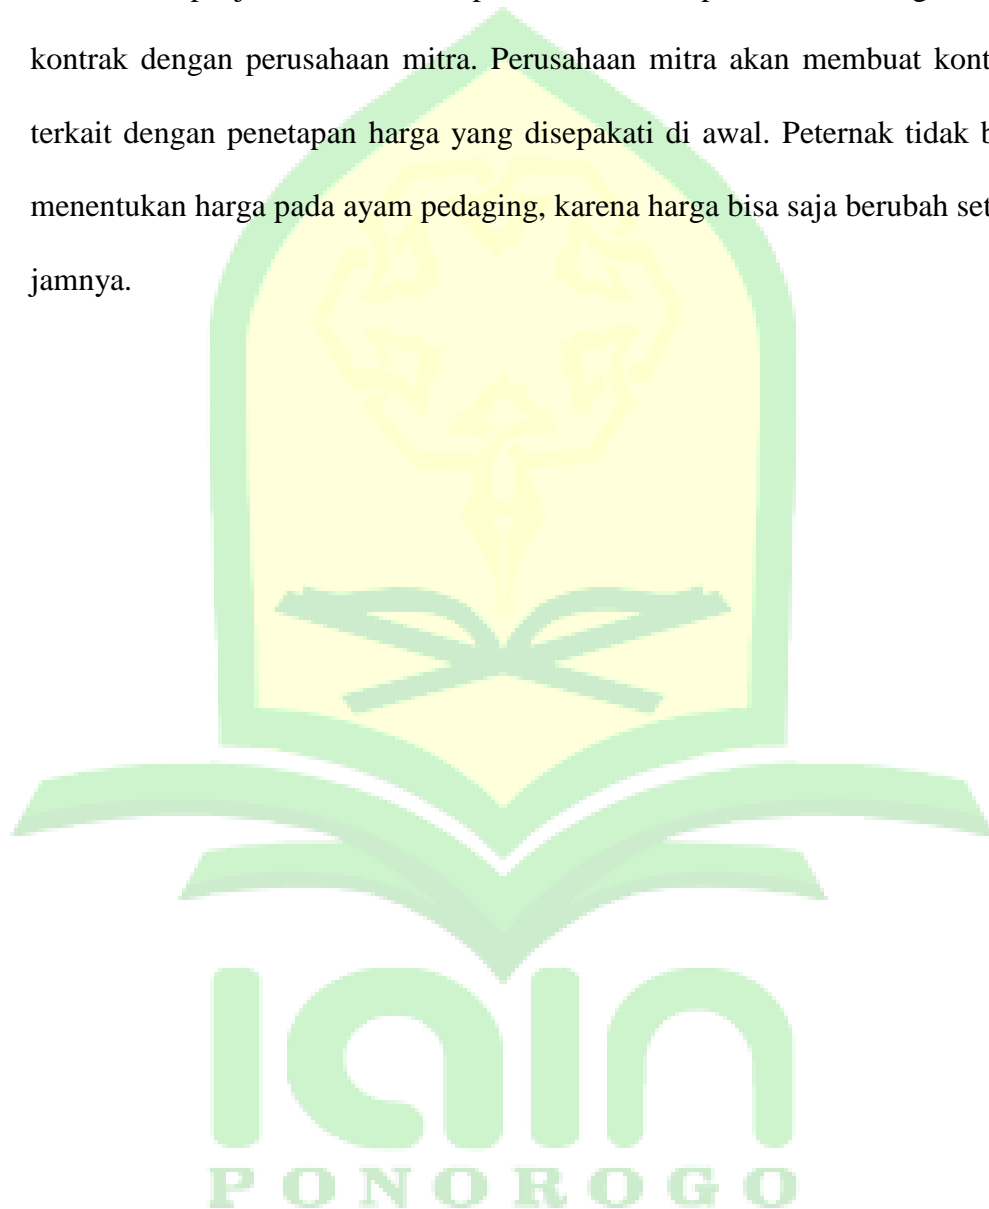 kontrak dengan perusahaan mitra. Perusahaan mitra akan membuat kont
terkait dengan penetapan harga yang disepakati di awal. Peternak tidak b
menentukan harga pada ayam pedaging, karena harga bisa saja berubah set
jamnya.
iain
PONOROGO